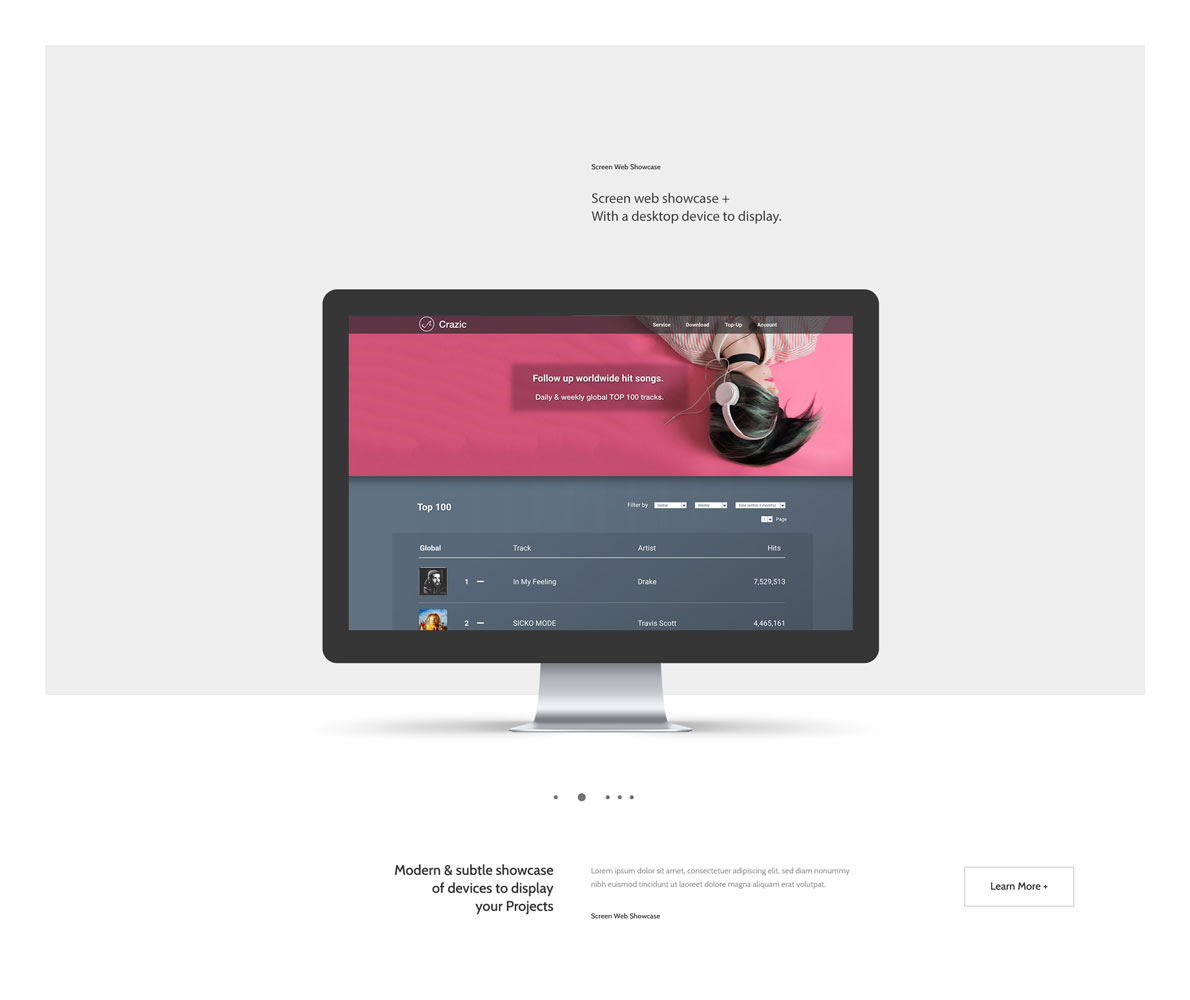 Screen Web Showcase
Screen web showcase +
With a desktop device to display.
Crazic
Service Download Top-Up Account
Follow up worldwide hit songs.
Daily & weekly global TOP 100 tracks.
Top 100
Filter by Global Weekly
Page
Global Track Artist Hits
1 In My Feeling Drake 7,529,513
2 SICKO MODE Travis Scott 4,465,161
Modern & subtle showcase
of devices to display
your Projects
Lorem ipsum dolor sit amet, consectetuer adipiscing elit, sed diam nonummy
nibh euismod tincidunt ut laoreet dolore magna aliquam erat volutpat.
Screen Web Showcase
Learn More +